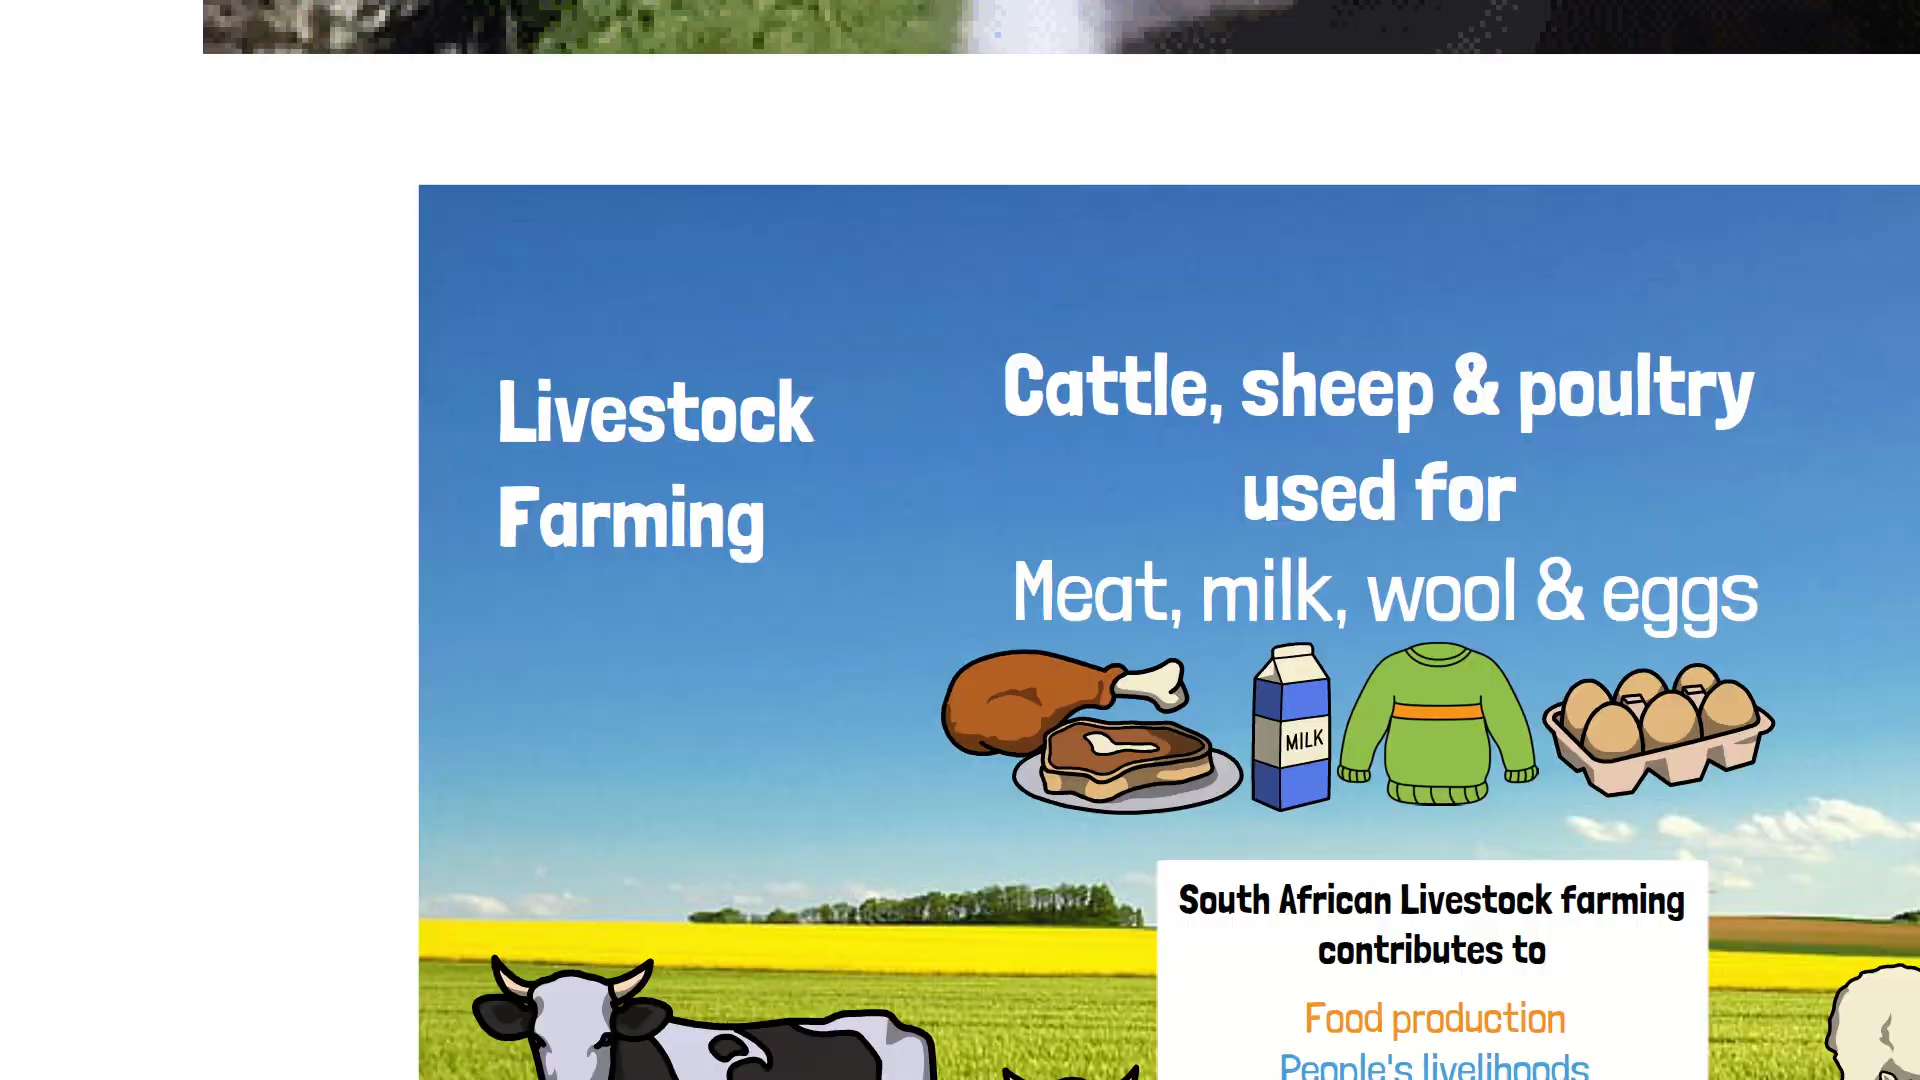 Livestock
Farming
Cattle, sheep & poultry
used for
Meat, milk, wool & eggs
MILK
South African Livestock farming
contributes to
Food production
People's livelihoods